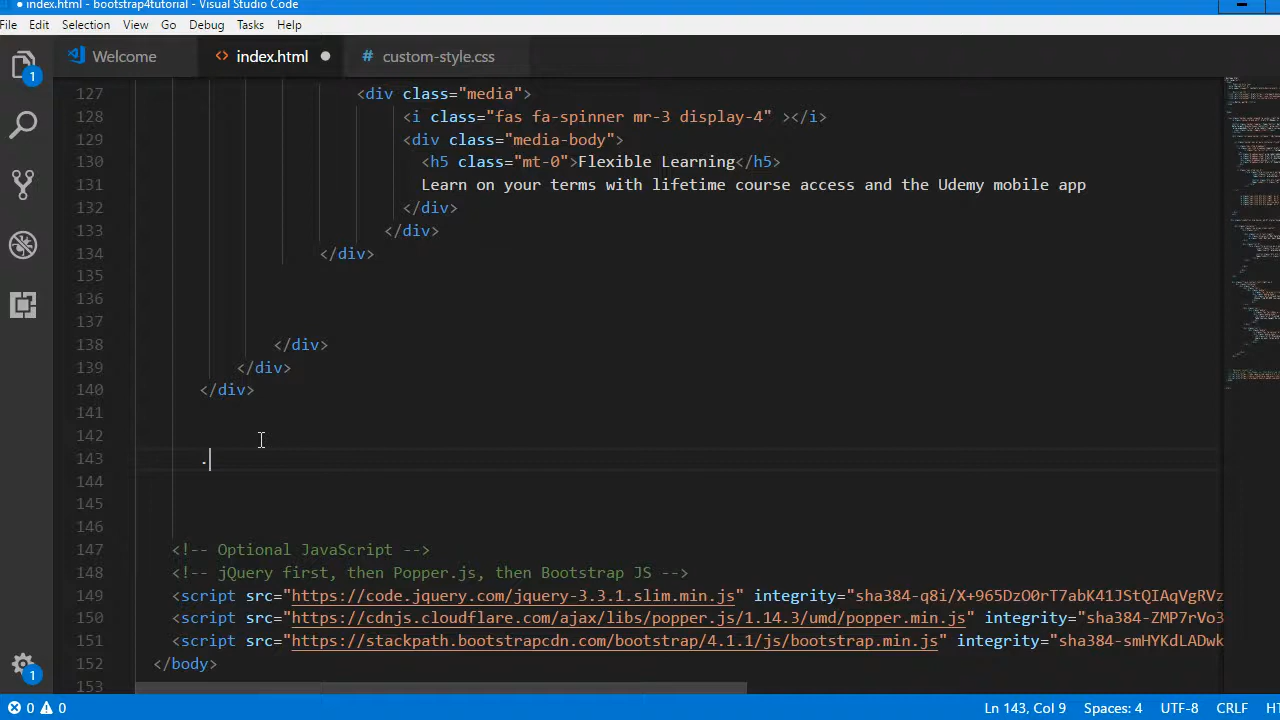 ● index.html - bootstrap4tutorial - Visual Studio Code
File Edit Selection View Go Debug Tasks Help
Welcome <> index.html ● # custom-style.css
1
127 <div class="media">
128 <i class="fas fa-spinner mr-3 display-4" ></i>
129 <div class="media-body">
130 <h5 class="mt-0">Flexible Learning</h5>
131 Learn on your terms with lifetime course access and the Udemy mobile app
132 </div>
133 </div>
134 </div>
135
136
137
138 </div>
139 </div>
140 </div>
141
142
143 .
144
145
146
147 <!-- Optional JavaScript -->
148 <!-- jQuery first, then Popper.js, then Bootstrap JS -->
149 <script src="https://code.jquery.com/jquery-3.3.1.slim.min.js" integrity="sha384-q8i/X+965DzO0rT7abK41JStQIAqVgRVz
150 <script src="https://cdnjs.cloudflare.com/ajax/libs/popper.js/1.14.3/umd/popper.min.js" integrity="sha384-ZMP7rVo3
151 <script src="https://stackpath.bootstrapcdn.com/bootstrap/4.1.1/js/bootstrap.min.js" integrity="sha384-smHYKdLADwk
152 </body>
153
1
0 0 Ln 143, Col 9 Spaces: 4 UTF-8 CRLF HT